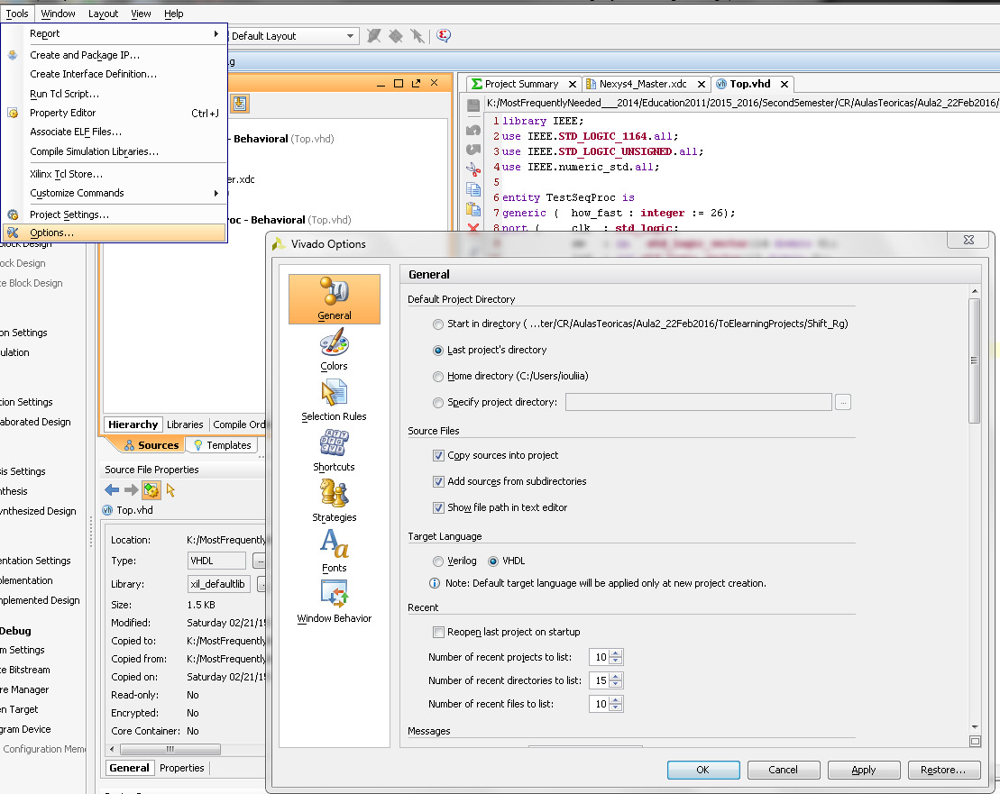 Tools Window Layout View Help
Report
Create and Package IP...
Create Interface Definition...
Run Tcl Script...
Property Editor Ctrl+J
Associate ELF Files...
Compile Simulation Libraries...
Xilinx Tcl Store...
Customize Commands
Project Settings...
Options...
Default Layout
- Behavioral (Top.vhd)
er.xdc
roc - Behavioral (Top.vhd)
Block Design
ock Design
te Block Design
on Settings
ulation
tion Settings
aborated Design
sis Settings
nthesis
ynthesized Design
entation Settings
plementation
mplemented Design
Debug
m Settings
te Bitstream
re Manager
n Target
gram Device
Configuration Mem
Hierarchy Libraries Compile Ord
Sources Templates
Source File Properties
Top.vhd
Location: K:/MostFrequently
Type: VHDL ...
Library: xil_defaultlib
Size: 1.5 KB
Modified: Saturday 02/21/15
Copied to: K:/MostFrequently
Copied from: K:/MostFrequently
Copied on: Saturday 02/21/15
Read-only: No
Encrypted: No
Core Container: No
General Properties
Project Summary Nexys4_Master.xdc Top.vhd
K:/MostFrequentlyNeeded___2014/Education2011/2015_2016/SecondSemester/CR/AulasTeoricas/Aula2_22Feb2016/
1 library IEEE;
2 use IEEE.STD_LOGIC_1164.all;
3 use IEEE.STD_LOGIC_UNSIGNED.all;
4 use IEEE.numeric_std.all;
5
6 entity TestSeqProc is
7 generic ( how_fast : integer := 26);
8 port ( clk : std_logic;
Vivado Options
General
Colors
Selection Rules
Shortcuts
Strategies
Fonts
Window Behavior
General
Default Project Directory
Start in directory ( ...ter/CR/AulasTeoricas/Aula2_22Feb2016/ToElearningProjects/Shift_Rg)
Last project's directory
Home directory (C:/Users/iouliia)
Specify project directory: ...
Source Files
Copy sources into project
Add sources from subdirectories
Show file path in text editor
Target Language
Verilog VHDL
Note: Default target language will be applied only at new project creation.
Recent
Reopen last project on startup
Number of recent projects to list: 10
Number of recent directories to list: 15
Number of recent files to list: 10
Messages
OK Cancel Apply Restore...